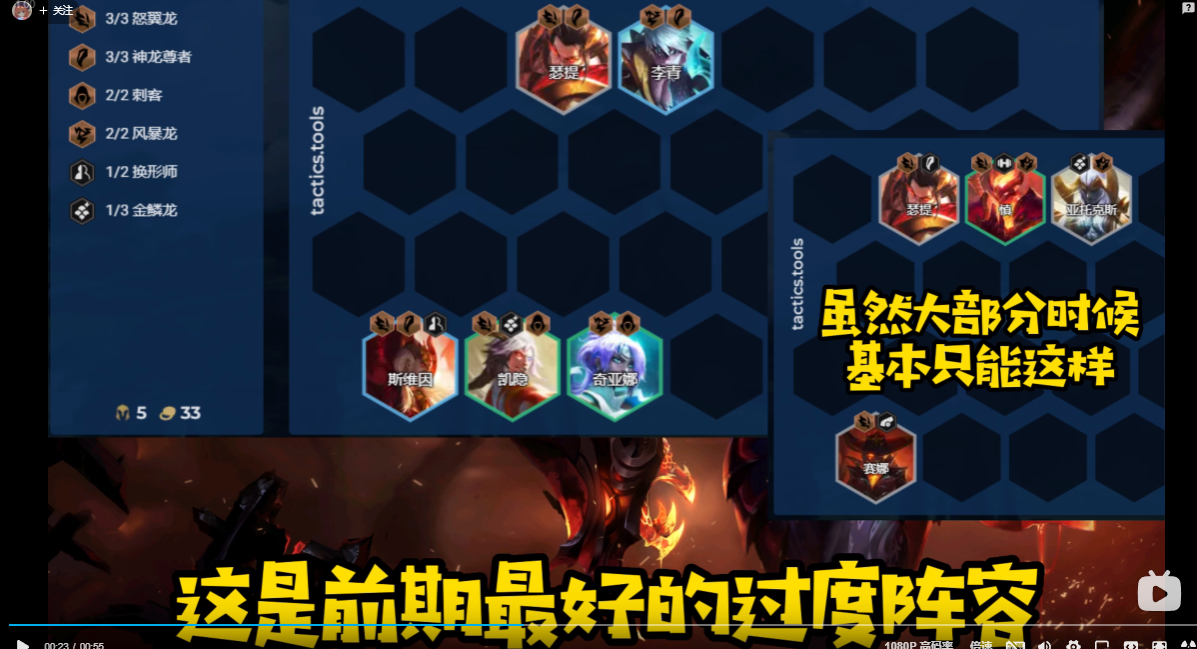 + 关注
3/3 怒翼龙
3/3 神龙尊者
2/2 刺客
2/2 风暴龙
1/2 换形师
1/3 金鳞龙
5 33
tactics.tools
瑟提
李青
斯维因
凯隐
奇亚娜
tactics.tools
瑟提
慎
亚托克斯
虽然大部分时候
基本只能这样
赛娜
这是前期最好的过度阵容
00:23 / 00:55
1080P 高码率
倍速